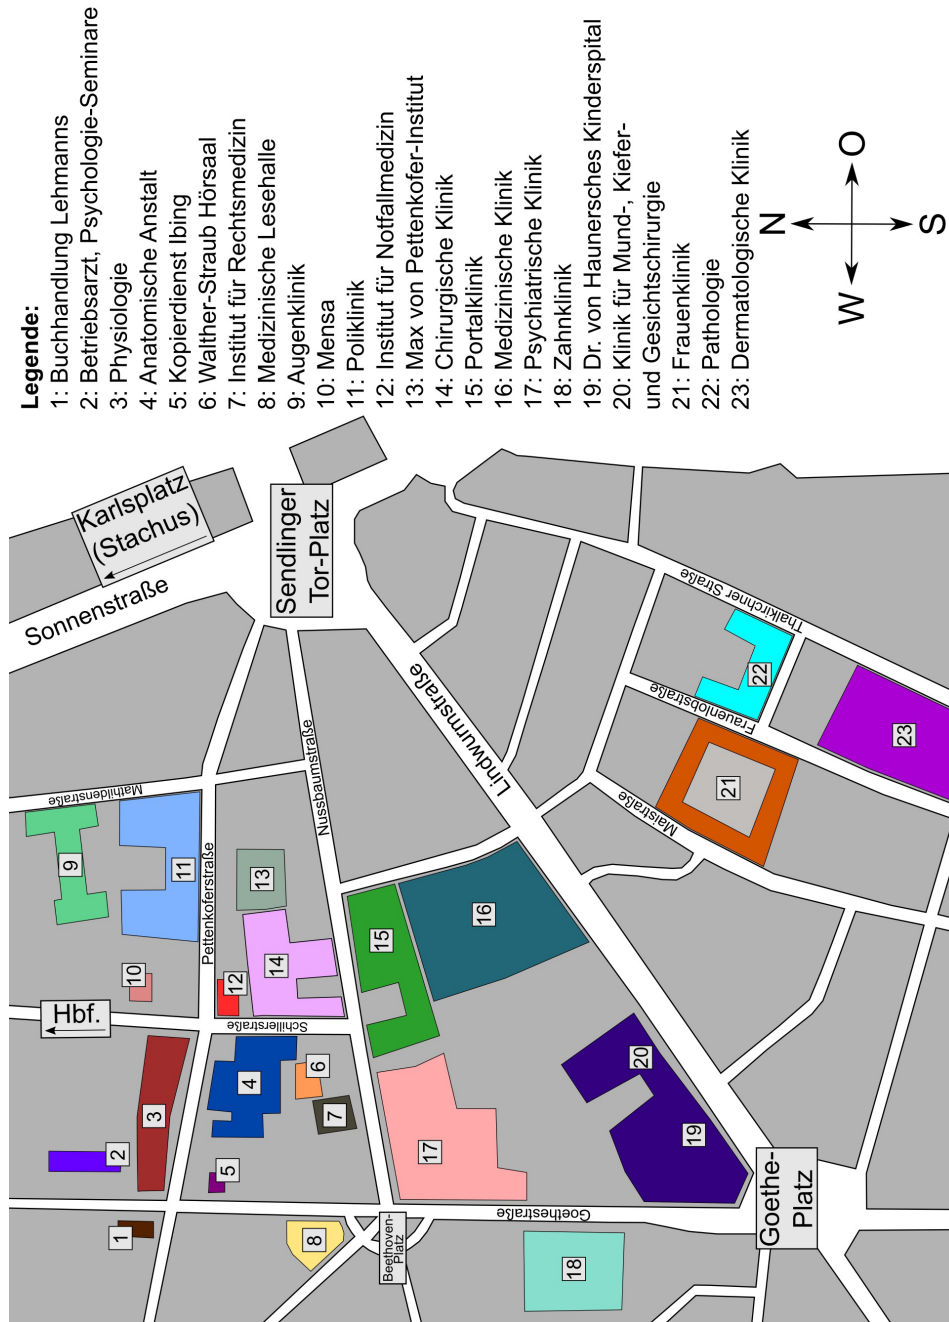 Legende:
1: Buchhandlung Lehmanns
2: Betriebsarzt, Psychologie-Seminare
3: Physiologie
4: Anatomische Anstalt
5: Kopierdienst Ibing
6: Walther-Straub Hörsaal
7: Institut für Rechtsmedizin
8: Medizinische Lesehalle
9: Augenklinik
10: Mensa
11: Poliklinik
12: Institut für Notfallmedizin
13: Max von Pettenkofer-Institut
14: Chirurgische Klinik
15: Portalklinik
16: Medizinische Klinik
17: Psychiatrische Klinik
18: Zahnklinik
19: Dr. von Haunersches Kinderspital
20: Klinik für Mund-, Kiefer-
und Gesichtschirurgie
21: Frauenklinik
22: Pathologie
23: Dermatologische Klinik
N
W
O
S
Karlsplatz
(Stachus)
Sonnenstraße
Sendlinger
Tor-Platz
Mathildenstraße
Nussbaumstraße
Lindwurmstraße
Thalkirchner Straße
Frauenlobstraße
Maistraße
Pettenkoferstraße
Hbf.
Schillerstraße
Goethestraße
Beethoven-
Platz
Goethe-
Platz
1
2
3
4
5
6
7
8
9
10
11
12
13
14
15
16
17
18
19
20
21
22
23